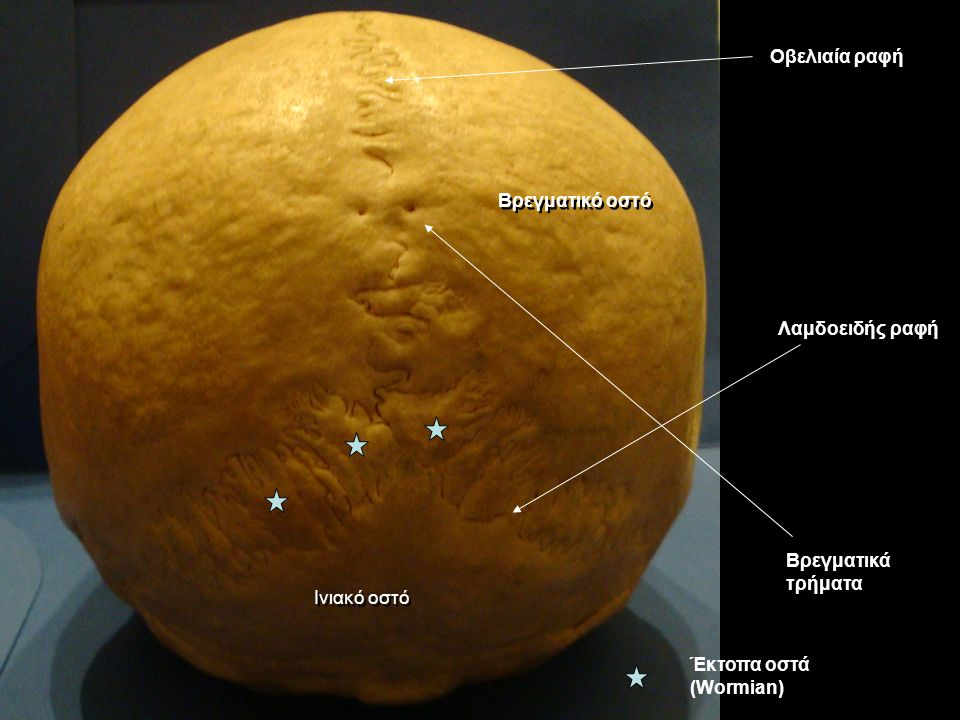 Οβελιαία ραφή
Βρεγματικό οστό
Λαμδοειδής ραφή
Βρεγματικά
τρήματα
Ινιακό οστό
Έκτοπα οστά
(Wormian)